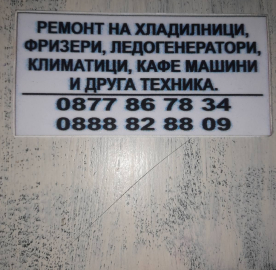 РЕМОНТ НА ХЛАДИЛНИЦИ,
ФРИЗЕРИ, ЛЕДОГЕНЕРАТОРИ,
КЛИМАТИЦИ, КАФЕ МАШИНИ
И ДРУГА ТЕХНИКА.
0877 86 78 34
0888 82 88 09